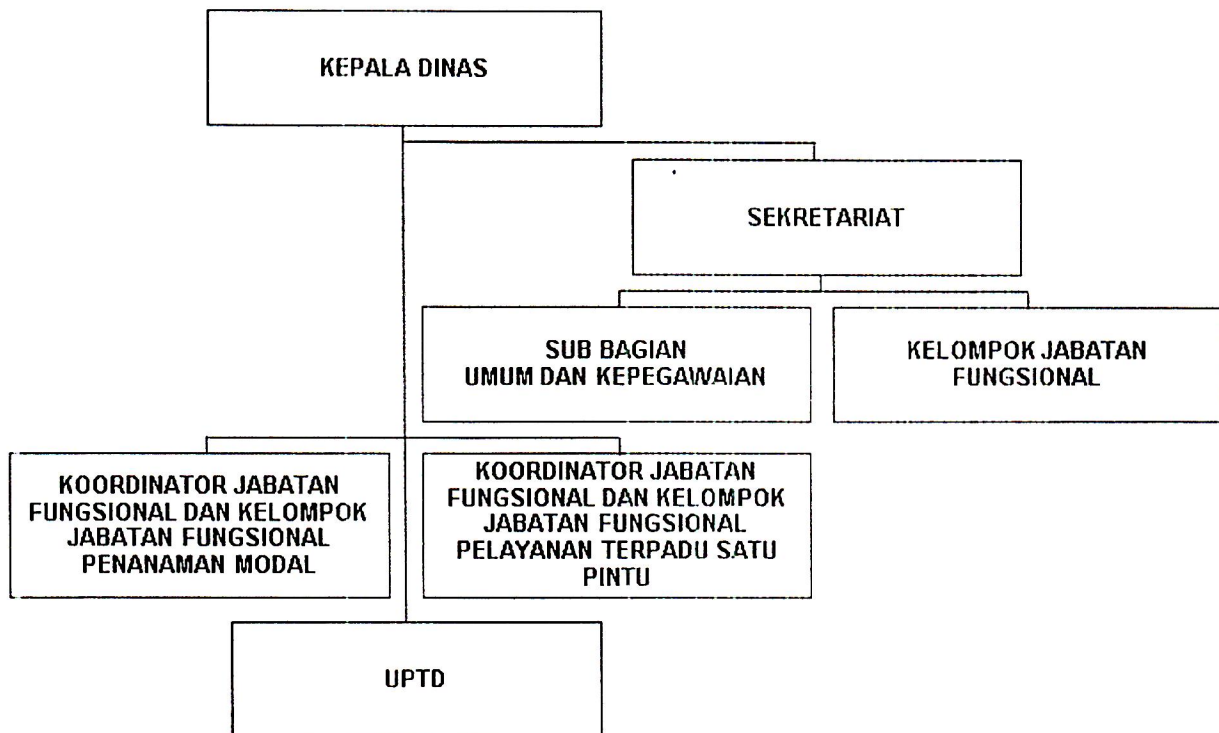 KEPALA DINAS
SEKRETARIAT
SUB BAGIAN
UMUM DAN KEPEGAWAIAN
KELOMPOK JABATAN
FUNGSIONAL
KOORDINATOR JABATAN
FUNGSIONAL DAN KELOMPOK
JABATAN FUNGSIONAL
PENANAMAN MODAL
KOORDINATOR JABATAN
FUNGSIONAL DAN KELOMPOK
JABATAN FUNGSIONAL
PELAYANAN TERPADU SATU
PINTU
UPTD